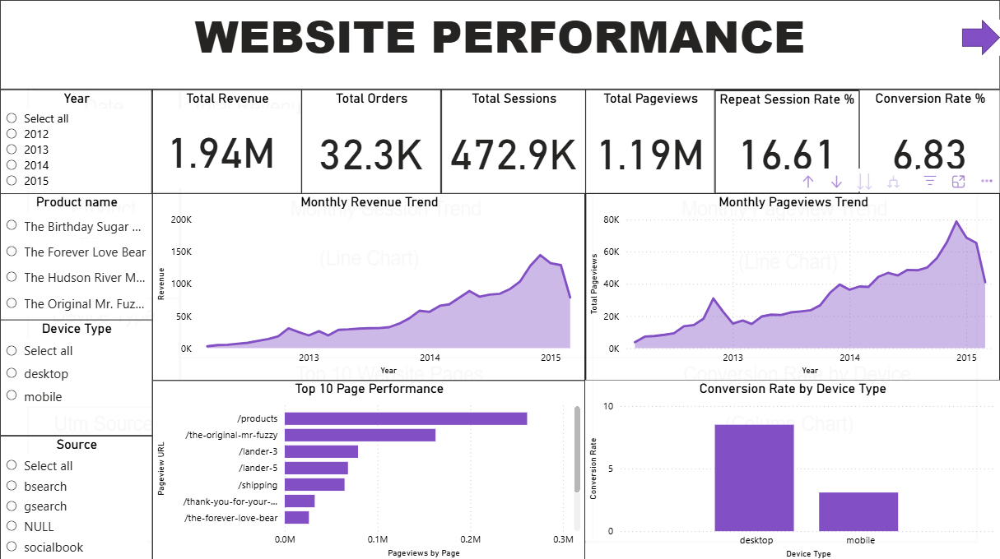 WEBSITE PERFORMANCE
Year
Select all
2012
2013
2014
2015
Total Revenue
1.94M
Total Orders
32.3K
Total Sessions
472.9K
Total Pageviews
1.19M
Repeat Session Rate %
16.61
Conversion Rate %
6.83
Product name
The Birthday Sugar ...
The Forever Love Bear
The Hudson River M...
The Original Mr. Fuz...
Device Type
Select all
desktop
mobile
Source
Select all
bsearch
gsearch
NULL
socialbook
Monthly Revenue Trend
Monthly Session Trend
(Line Chart)
Revenue
200K
150K
100K
50K
0K
2013
2014
2015
Year
Monthly Pageviews Trend
Monthly Pageview Trend
(Line Chart)
Total Pageviews
80K
60K
40K
20K
0K
2013
2014
2015
Year
Top 10 Website Pages
Top 10 Page Performance
Pageview URL
/products
/the-original-mr-fuzzy
/lander-3
/lander-5
/shipping
/thank-you-for-your-...
/the-forever-love-bear
0.0M
0.1M
0.2M
0.3M
Pageviews by Page
Conversion Rate by Device
Conversion Rate by Device Type
(Column Chart)
Conversion Rate
10
5
0
desktop
mobile
Device Type
Date
Utm Source